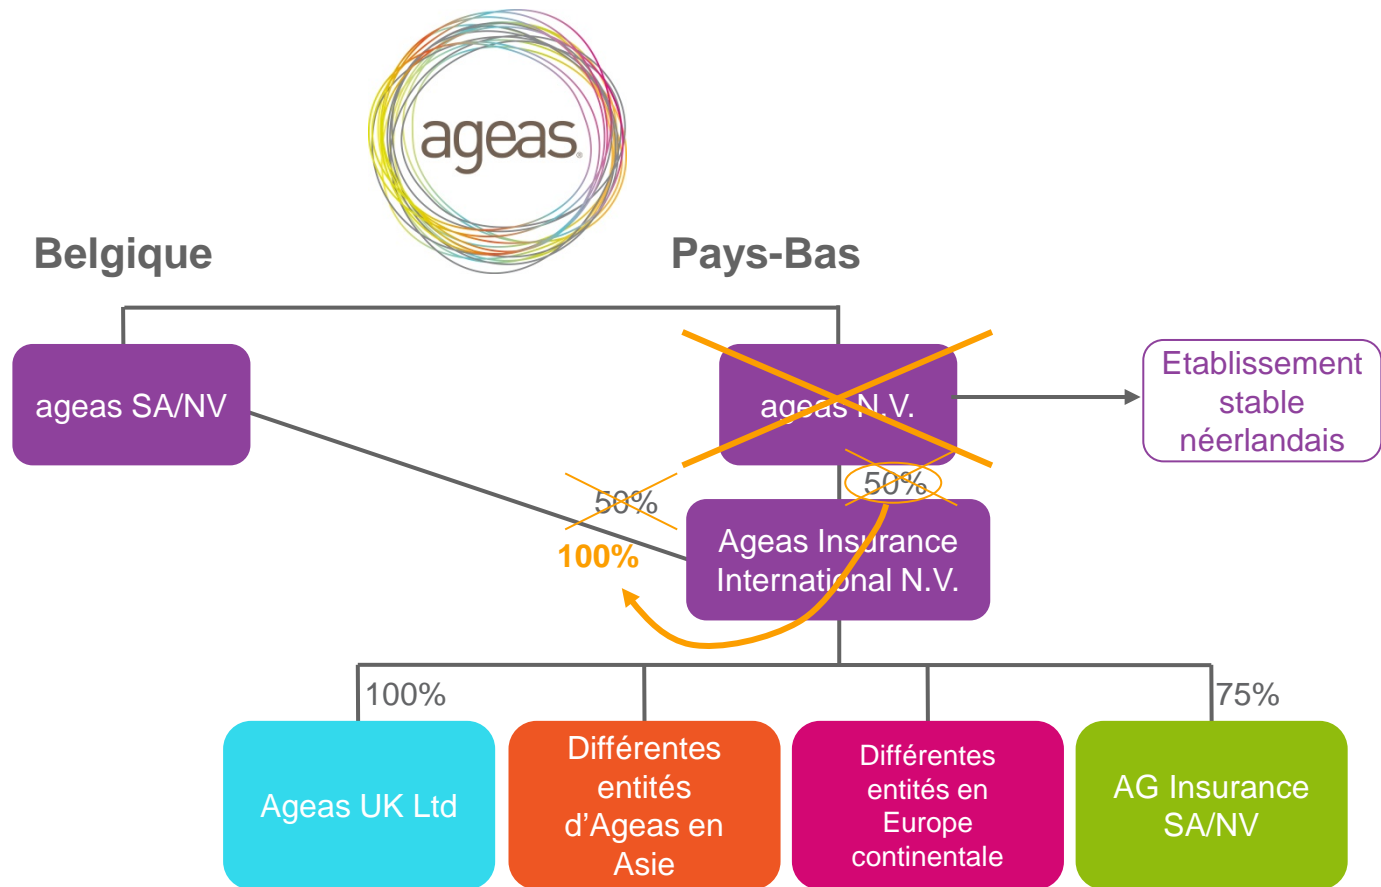 ageas®
Belgique
Pays-Bas
ageas SA/NV
ageas N.V.
Etablissement
stable
néerlandais
50%
50%
100%
Ageas Insurance
International N.V.
100%
75%
Ageas UK Ltd
Différentes
entités
d’Ageas en
Asie
Différentes
entités en
Europe
continentale
AG Insurance
SA/NV